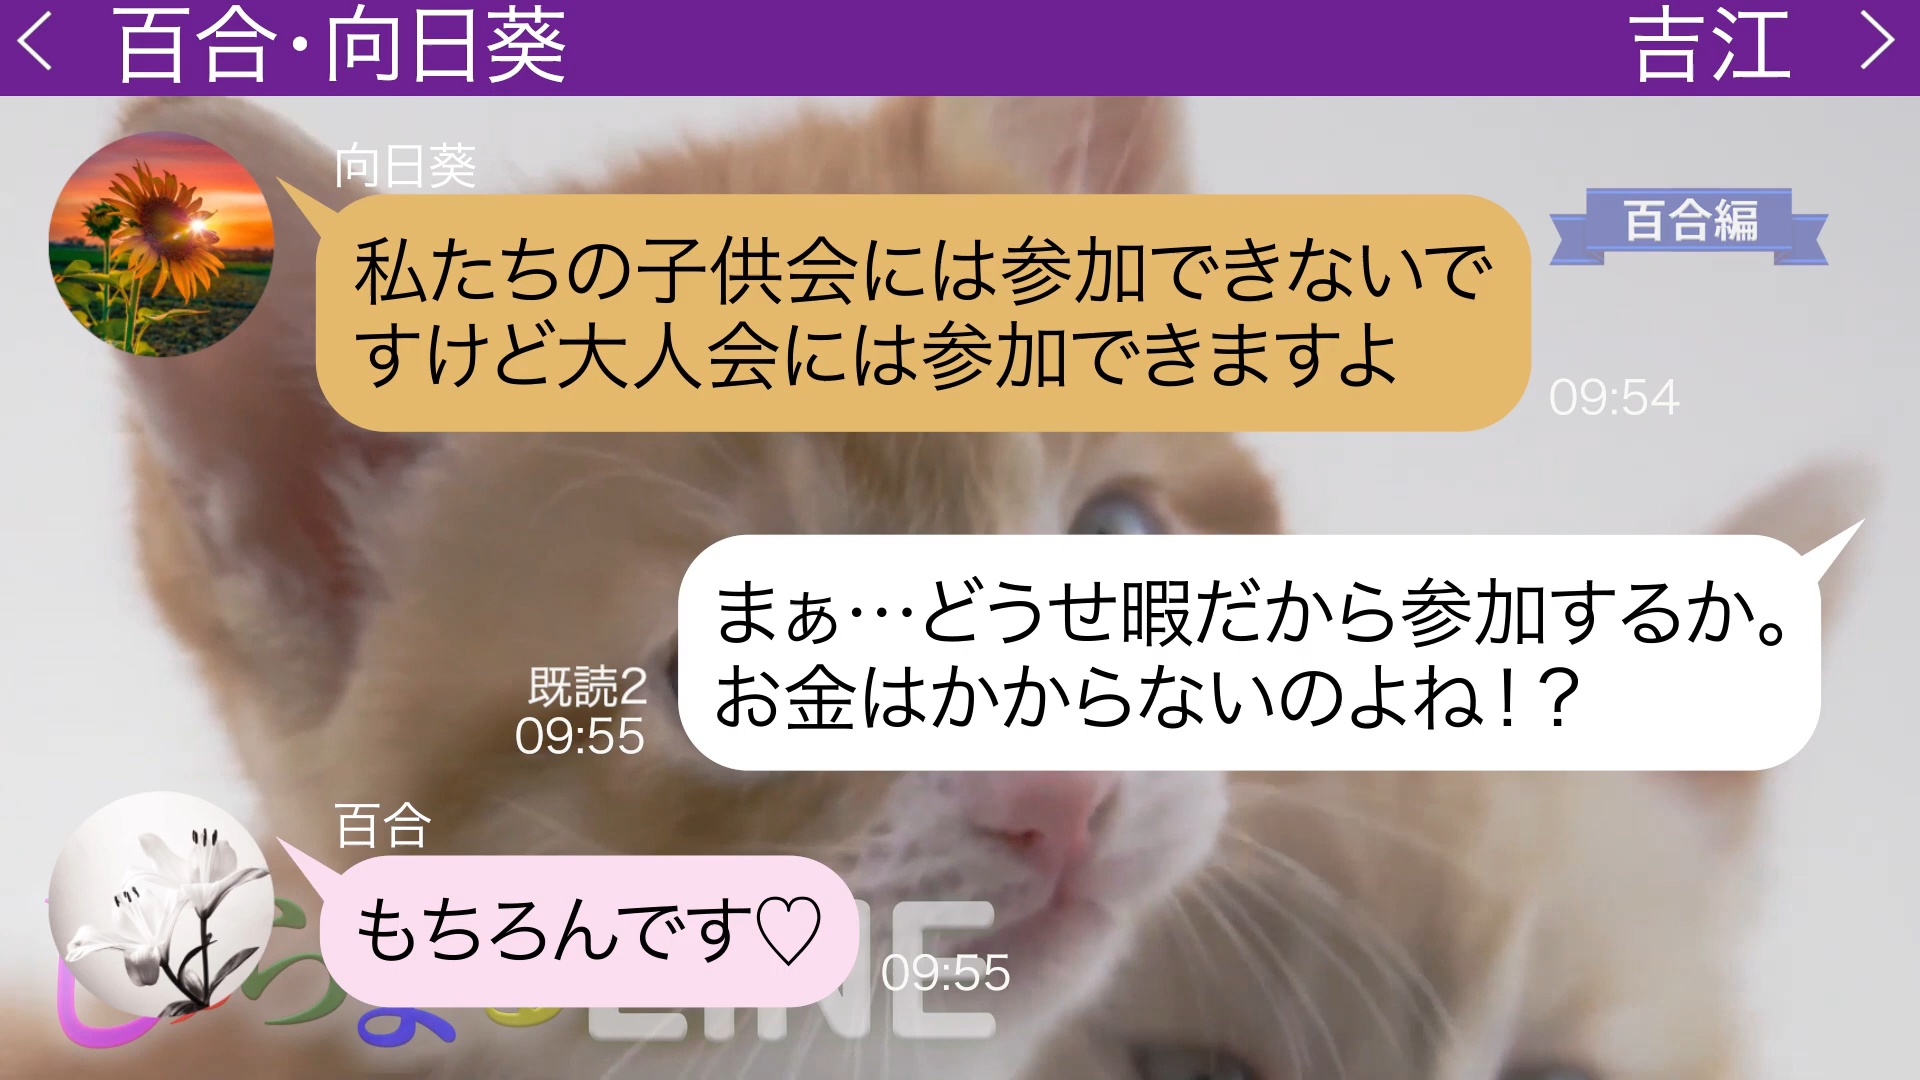 百合・向日葵
吉江
向日葵
百合編
私たちの子供会には参加できないで
すけど大人会には参加できますよ
09:54
まぁ…どうせ暇だから参加するか。
お金はかからないのよね！？
既読2
09:55
百合
もちろんです♡
09:55